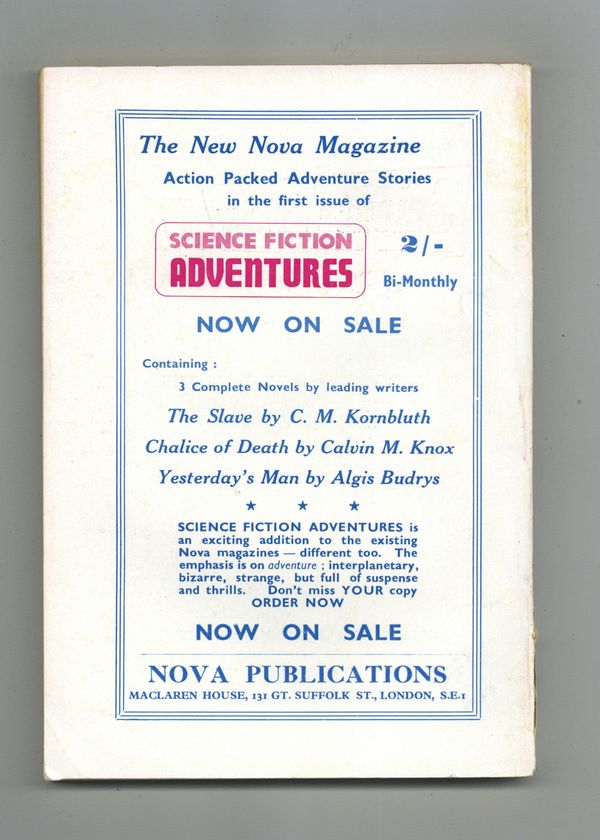 The New Nova Magazine
Action Packed Adventure Stories
in the first issue of
SCIENCE FICTION
ADVENTURES
2/-
Bi-Monthly
NOW ON SALE
Containing :
3 Complete Novels by leading writers
The Slave by C. M. Kornbluth
Chalice of Death by Calvin M. Knox
Yesterday's Man by Algis Budrys
★ ★ ★
SCIENCE FICTION ADVENTURES is
an exciting addition to the existing
Nova magazines — different too. The
emphasis is on adventure ; interplanetary,
bizarre, strange, but full of suspense
and thrills. Don't miss YOUR copy
ORDER NOW
NOW ON SALE
NOVA PUBLICATIONS
MACLAREN HOUSE, 131 GT. SUFFOLK ST., LONDON, S.E.1